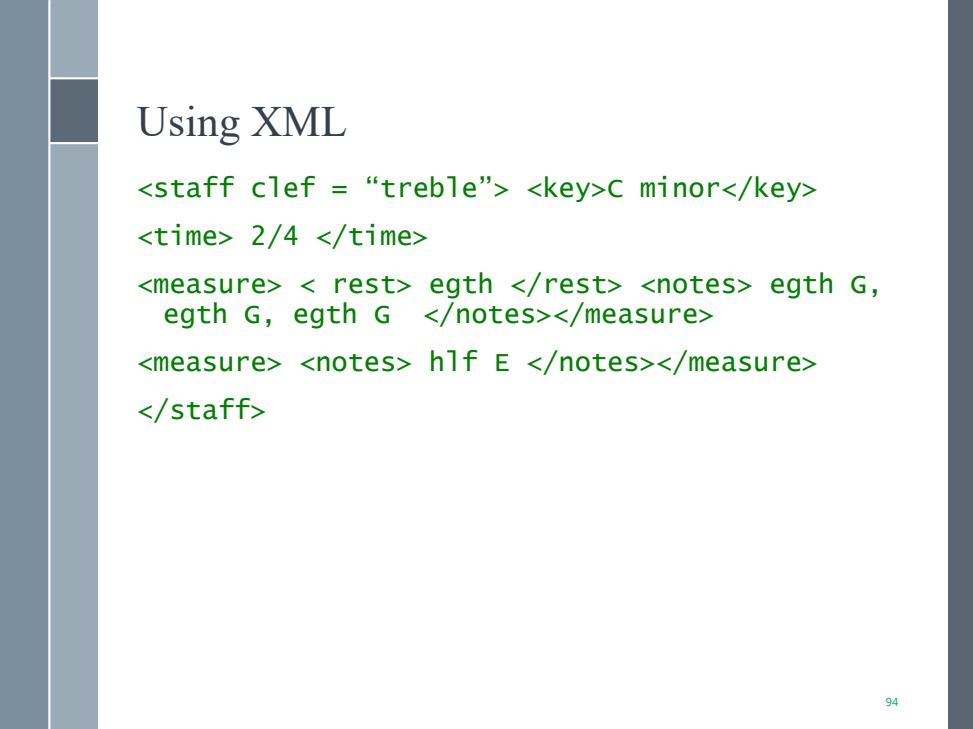 Using XML
<staff clef = “treble”> <key>C minor</key>
<time> 2/4 </time>
<measure> < rest> egth </rest> <notes> egth G,
egth G, egth G  </notes></measure>
<measure> <notes> hlf E </notes></measure>
</staff>
94